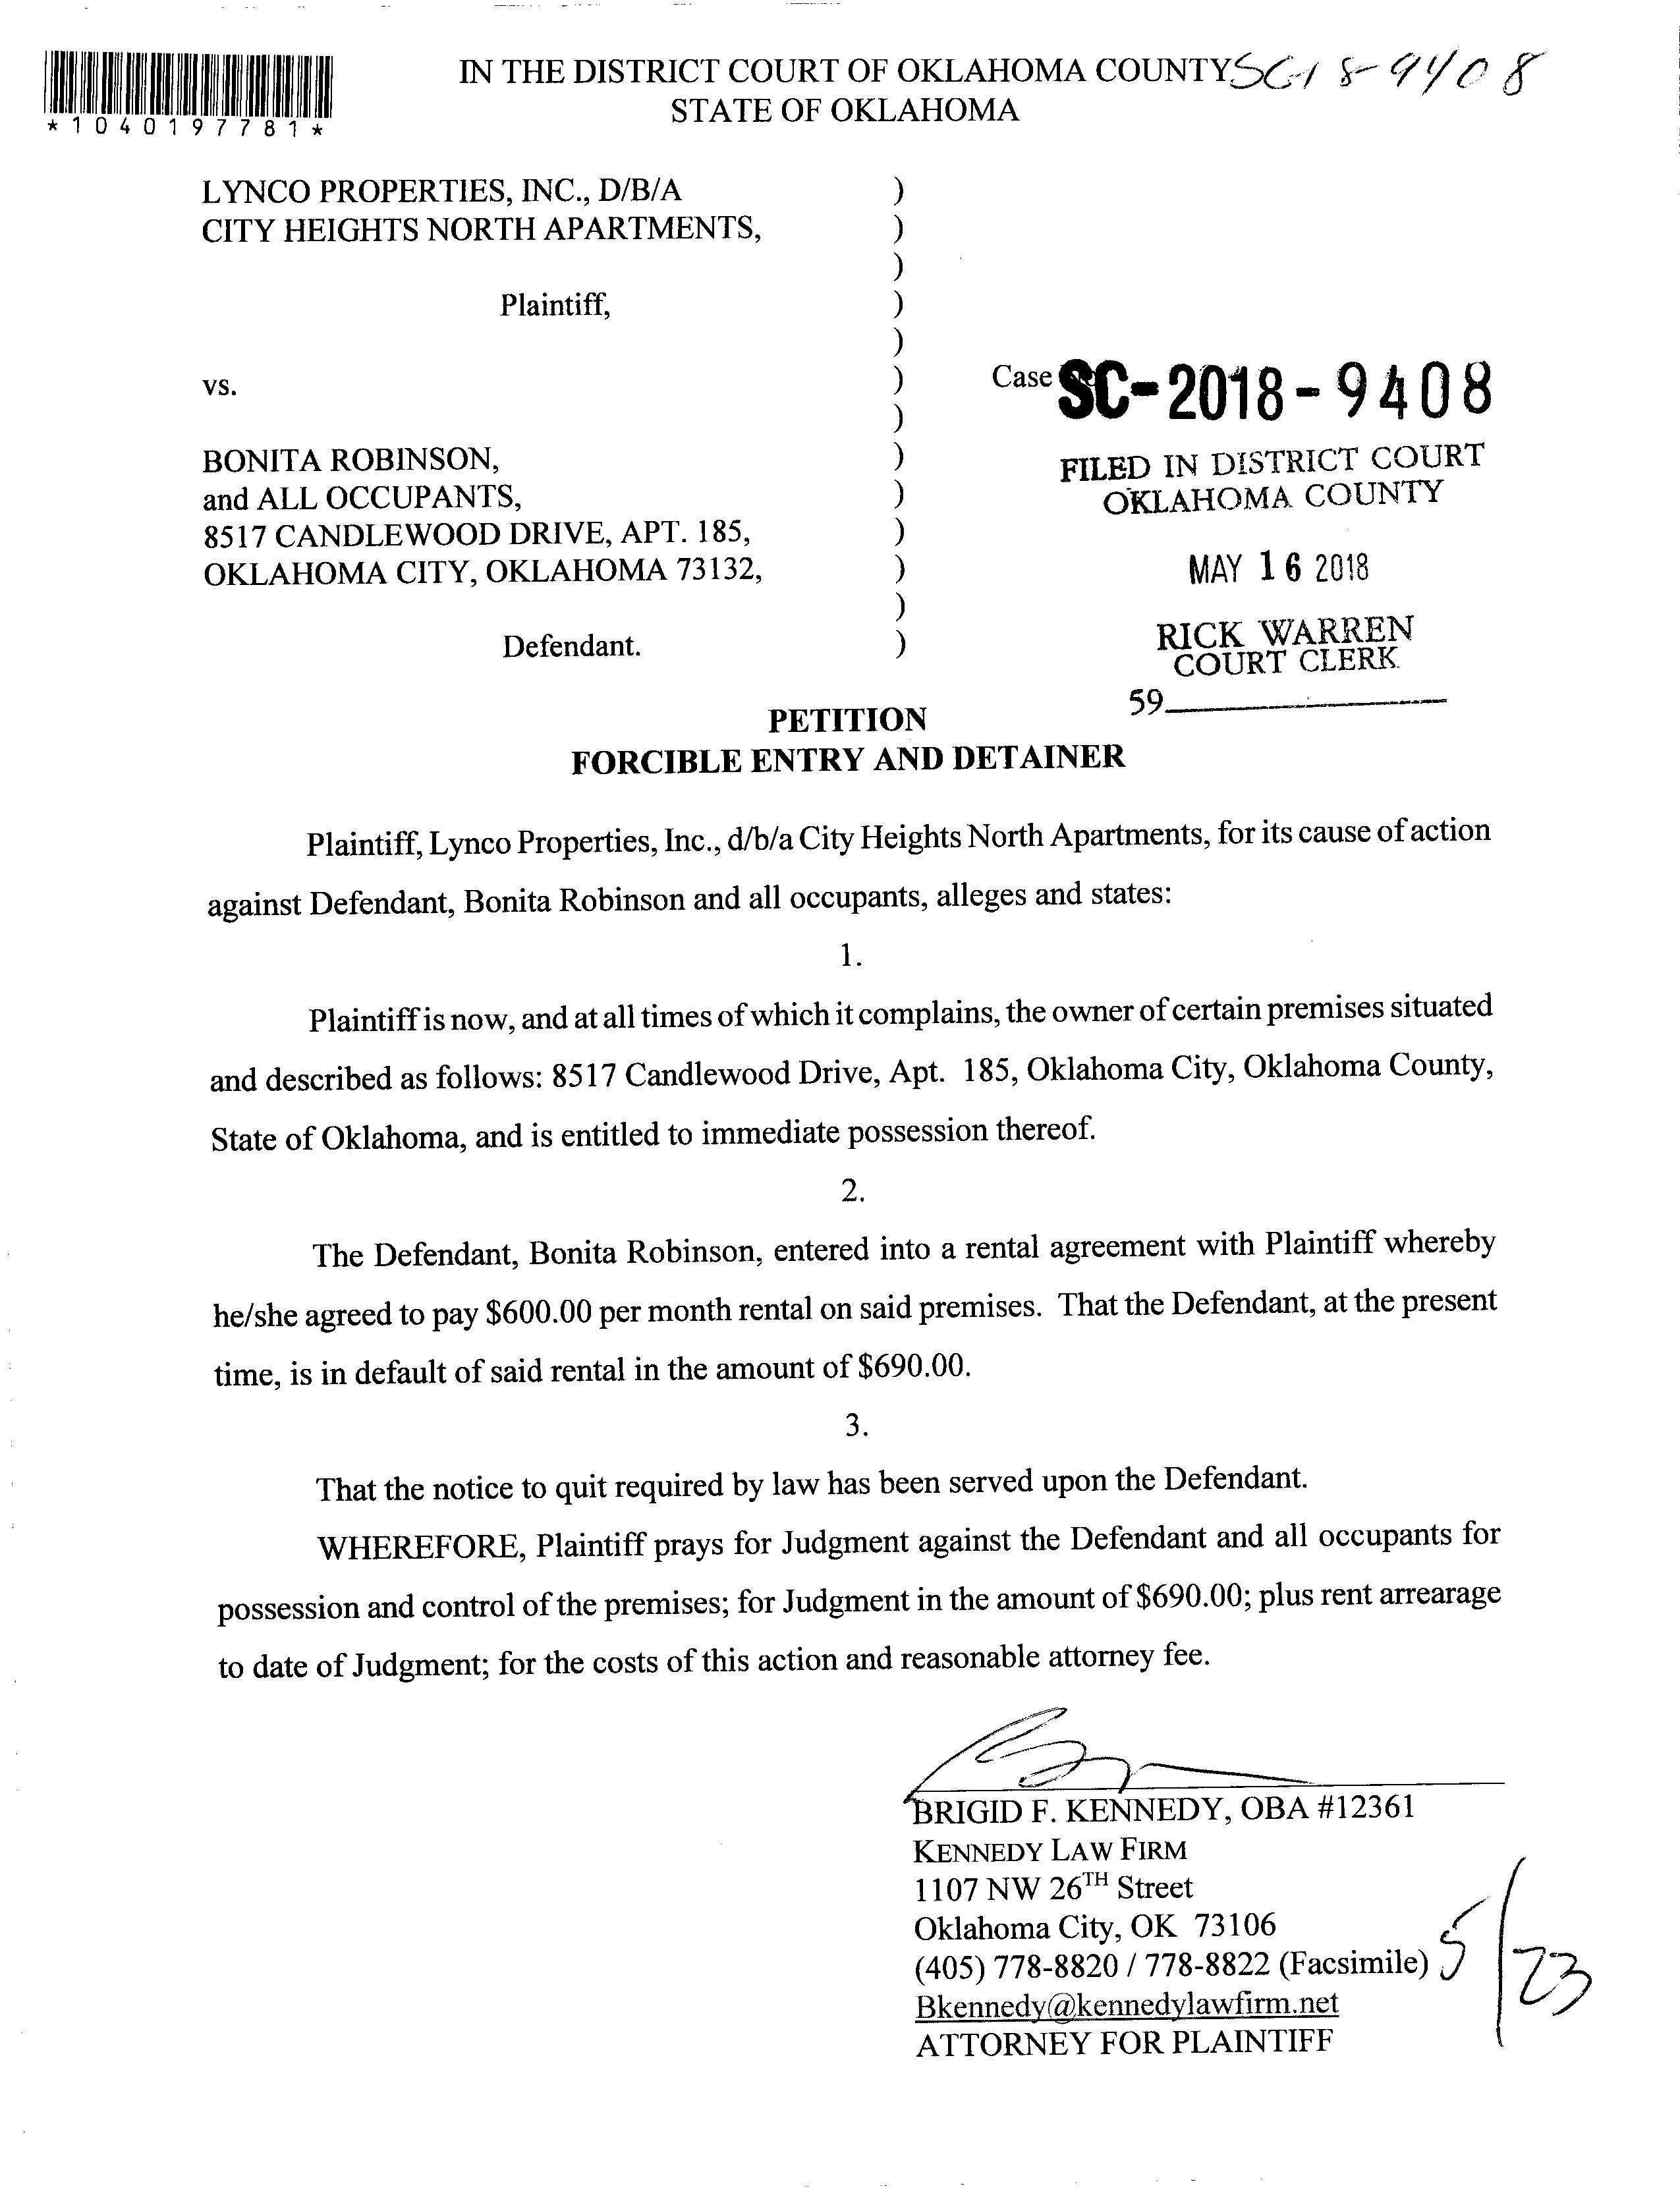 IN THE DISTRICT COURT OF OKLAHOMA COUNTY SC-18-9408
STATE OF OKLAHOMA
*1040197781*
LYNCO PROPERTIES, INC., D/B/A )
CITY HEIGHTS NORTH APARTMENTS, )
)
Plaintiff, )
)
vs. )
)
BONITA ROBINSON, )
and ALL OCCUPANTS, )
8517 CANDLEWOOD DRIVE, APT. 185, )
OKLAHOMA CITY, OKLAHOMA 73132, )
)
Defendant. )
Case SC-2018-9408
FILED IN DISTRICT COURT
OKLAHOMA COUNTY
MAY 16 2018
RICK WARREN
COURT CLERK
59
PETITION
FORCIBLE ENTRY AND DETAINER
Plaintiff, Lynco Properties, Inc., d/b/a City Heights North Apartments, for its cause of action
against Defendant, Bonita Robinson and all occupants, alleges and states:
1.
Plaintiff is now, and at all times of which it complains, the owner of certain premises situated
and described as follows: 8517 Candlewood Drive, Apt. 185, Oklahoma City, Oklahoma County,
State of Oklahoma, and is entitled to immediate possession thereof.
2.
The Defendant, Bonita Robinson, entered into a rental agreement with Plaintiff whereby
he/she agreed to pay $600.00 per month rental on said premises. That the Defendant, at the present
time, is in default of said rental in the amount of $690.00.
3.
That the notice to quit required by law has been served upon the Defendant.
WHEREFORE, Plaintiff prays for Judgment against the Defendant and all occupants for
possession and control of the premises; for Judgment in the amount of $690.00; plus rent arrearage
to date of Judgment; for the costs of this action and reasonable attorney fee.
BRIGID F. KENNEDY, OBA #12361
KENNEDY LAW FIRM
1107 NW 26TH Street
Oklahoma City, OK 73106
(405) 778-8820 / 778-8822 (Facsimile)
Bkennedy@kennedylawfirm.net
ATTORNEY FOR PLAINTIFF
5/23